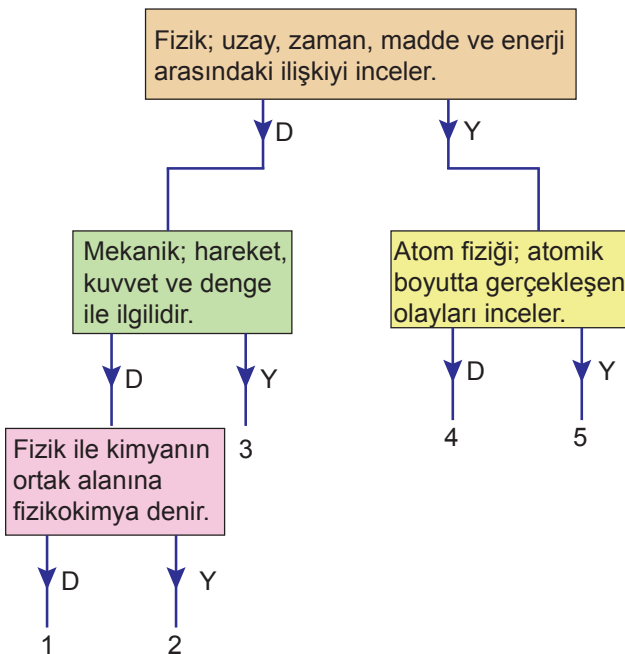 Fizik; uzay, zaman, madde ve enerji
arasındaki ilişkiyi inceler.
D
Y
Mekanik; hareket,
kuvvet ve denge
ile ilgilidir.
Atom fiziği; atomik
boyutta gerçekleşen
olayları inceler.
D
Y
D
Y
3
4
5
Fizik ile kimyanın
ortak alanına
fizikokimya denir.
D
Y
1
2